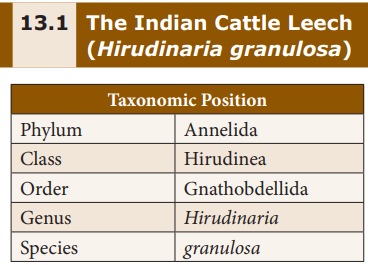 13.1 The Indian Cattle Leech
(Hirudinaria granulosa)
Taxonomic Position
Phylum Annelida
Class Hirudinea
Order Gnathobdellida
Genus Hirudinaria
Species granulosa